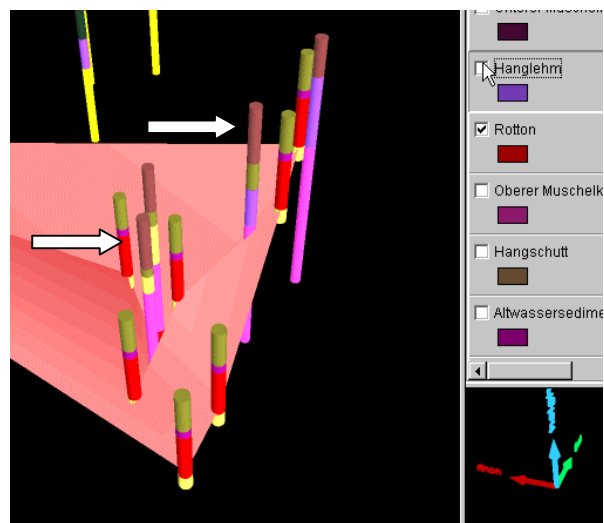 Hanglehm
Rotton
Oberer Muschelk
Hangschutt
Altwassersedime